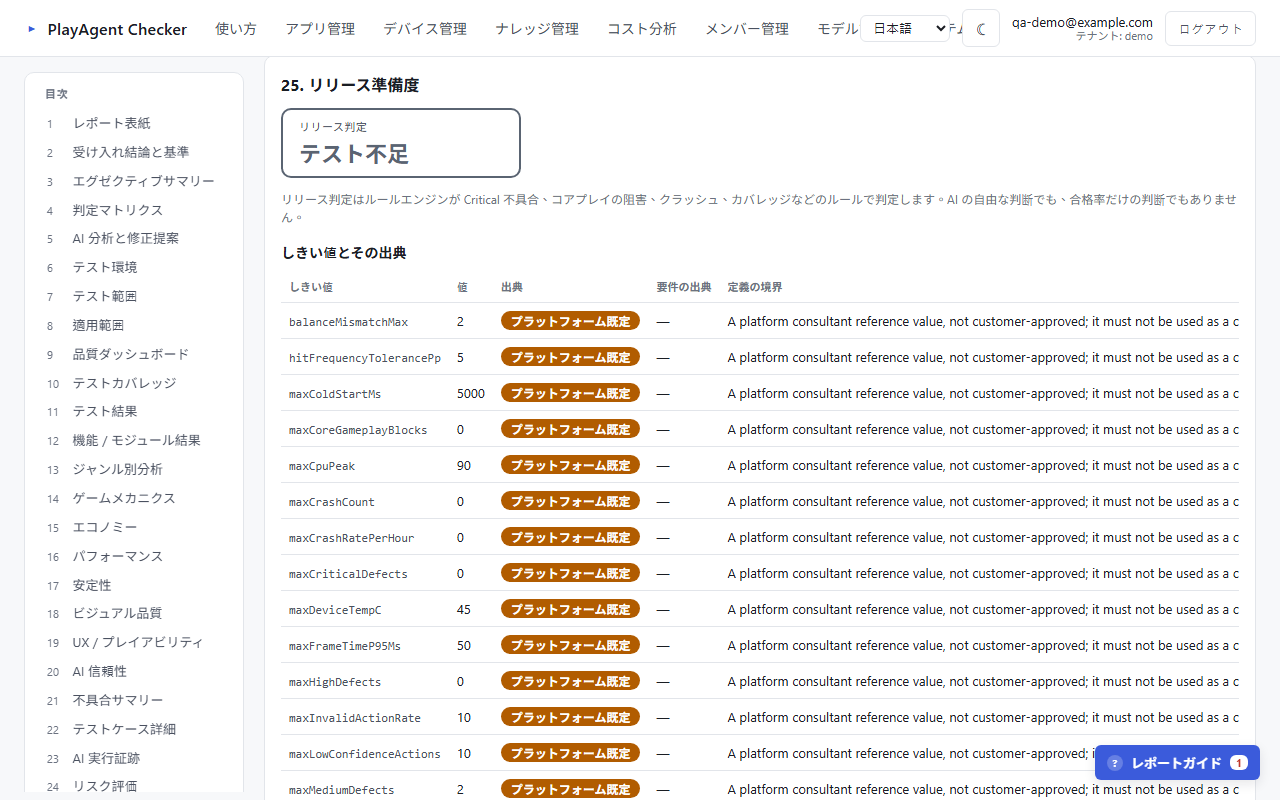 PlayAgent Checker
使い方
アプリ管理
デバイス管理
ナレッジ管理
コスト分析
メンバー管理
モデル
日本語
qa-demo@example.com
テナント: demo
ログアウト
目次
1 レポート表紙
2 受け入れ結論と基準
3 エグゼクティブサマリー
4 判定マトリクス
5 AI 分析と修正提案
6 テスト環境
7 テスト範囲
8 適用範囲
9 品質ダッシュボード
10 テストカバレッジ
11 テスト結果
12 機能 / モジュール結果
13 ジャンル別分析
14 ゲームメカニクス
15 エコノミー
16 パフォーマンス
17 安定性
18 ビジュアル品質
19 UX / プレイアビリティ
20 AI 信頼性
21 不具合サマリー
22 テストケース詳細
23 AI 実行証跡
24 リスク評価
25. リリース準備度
リリース判定
テスト不足
リリース判定はルールエンジンが Critical 不具合、コアプレイの阻害、クラッシュ、カバレッジなどのルールで判定します。AI の自由な判断でも、合格率だけの判断でもありませ
ん。
しきい値とその出典
しきい値 値 出典 要件の出典 定義の境界
balanceMismatchMax 2 プラットフォーム既定 — A platform consultant reference value, not customer-approved; it must not be used as a c
hitFrequencyTolerancePp 5 プラットフォーム既定 — A platform consultant reference value, not customer-approved; it must not be used as a c
maxColdStartMs 5000 プラットフォーム既定 — A platform consultant reference value, not customer-approved; it must not be used as a c
maxCoreGameplayBlocks 0 プラットフォーム既定 — A platform consultant reference value, not customer-approved; it must not be used as a c
maxCpuPeak 90 プラットフォーム既定 — A platform consultant reference value, not customer-approved; it must not be used as a c
maxCrashCount 0 プラットフォーム既定 — A platform consultant reference value, not customer-approved; it must not be used as a c
maxCrashRatePerHour 0 プラットフォーム既定 — A platform consultant reference value, not customer-approved; it must not be used as a c
maxCriticalDefects 0 プラットフォーム既定 — A platform consultant reference value, not customer-approved; it must not be used as a c
maxDeviceTempC 45 プラットフォーム既定 — A platform consultant reference value, not customer-approved; it must not be used as a c
maxFrameTimeP95Ms 50 プラットフォーム既定 — A platform consultant reference value, not customer-approved; it must not be used as a c
maxHighDefects 0 プラットフォーム既定 — A platform consultant reference value, not customer-approved; it must not be used as a c
maxInvalidActionRate 10 プラットフォーム既定 — A platform consultant reference value, not customer-approved; it must not be used as a c
maxLowConfidenceActions 10 プラットフォーム既定 — A platform consultant reference value, not customer-approved;
maxMediumDefects 2 プラットフォーム既定 — A platform consultant reference value, not customer-approved; it must not be used as a c
? レポートガイド 1